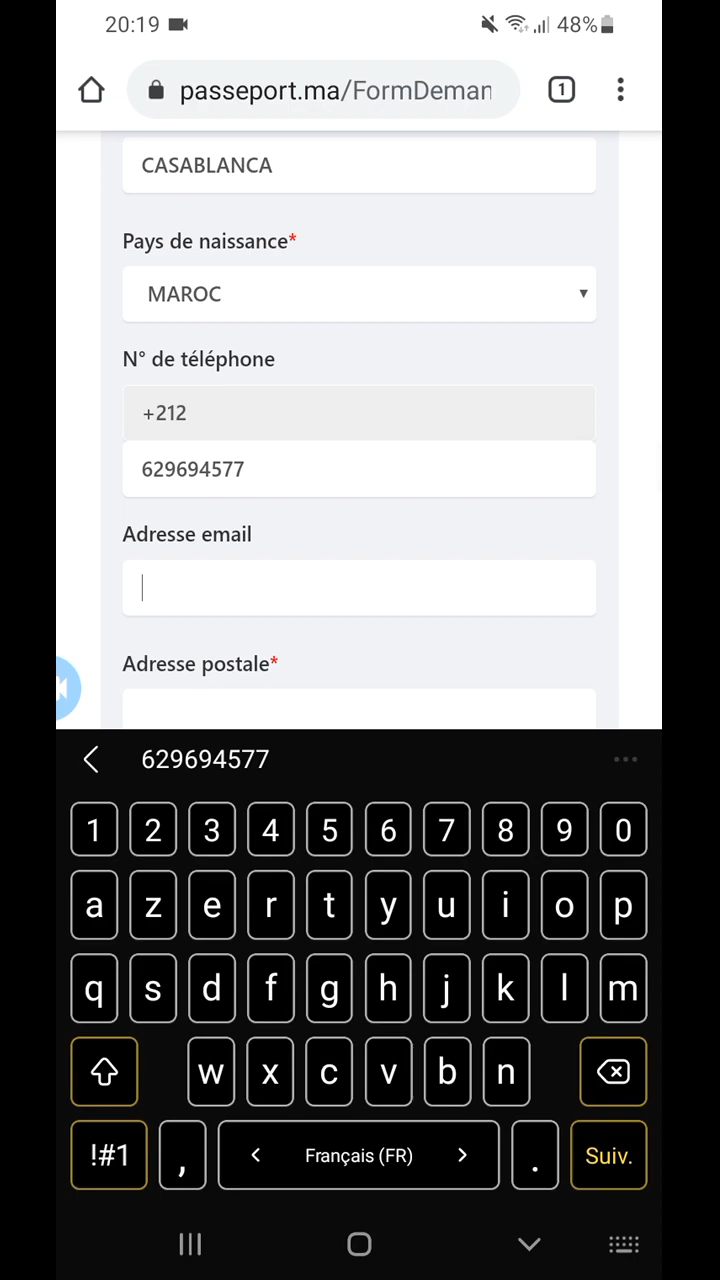 20:19 48%
passeport.ma/FormDeman
1
CASABLANCA
Pays de naissance*
MAROC
N° de téléphone
+212
629694577
Adresse email
Adresse postale*
629694577
1 2 3 4 5 6 7 8 9 0
a z e r t y u i o p
q s d f g h j k l m
w x c v b n
!#1 , < Français (FR) > . Suiv.